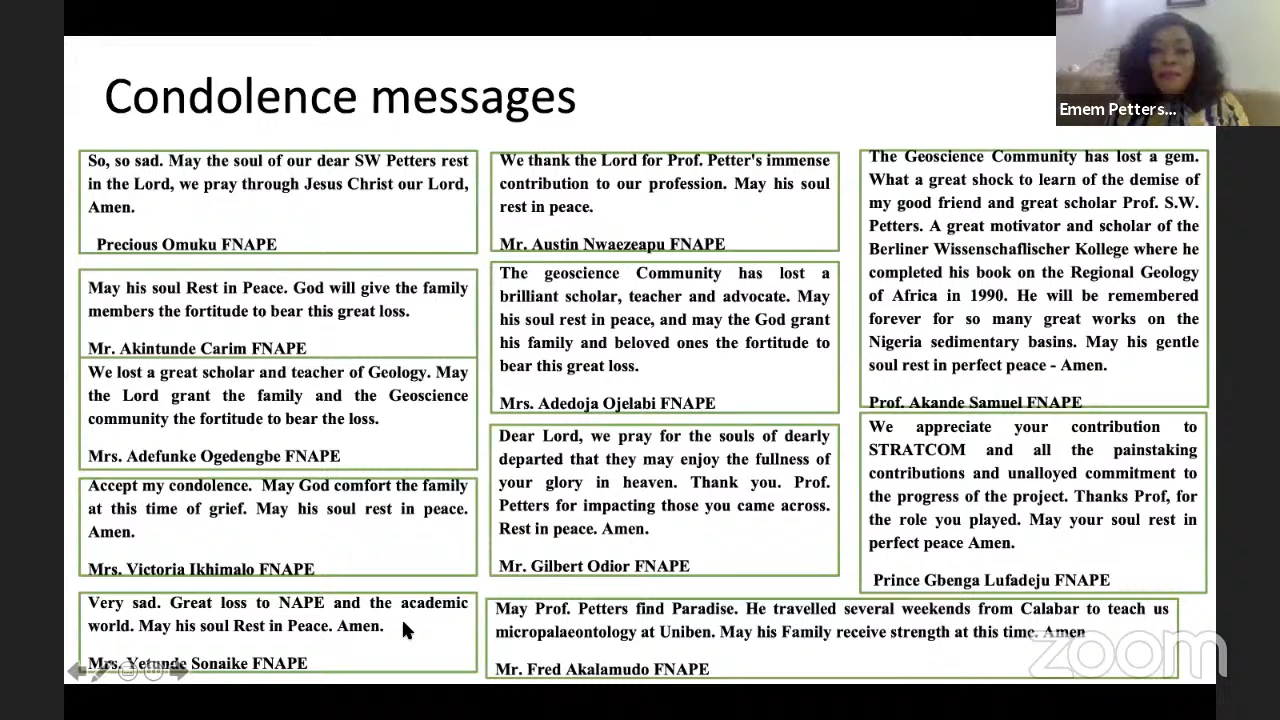 Condolence messages
Emem Petters...
So, so sad. May the soul of our dear SW Petters rest
in the Lord, we pray through Jesus Christ our Lord,
Amen.
Precious Omuku FNAPE
May his soul Rest in Peace. God will give the family
members the fortitude to bear this great loss.
Mr. Akintunde Carim FNAPE
We lost a great scholar and teacher of Geology. May
the Lord grant the family and the Geoscience
community the fortitude to bear the loss.
Mrs. Adefunke Ogedengbe FNAPE
Accept my condolence. May God comfort the family
at this time of grief. May his soul rest in peace.
Amen.
Mrs. Victoria Ikhimalo FNAPE
Very sad. Great loss to NAPE and the academic
world. May his soul Rest in Peace. Amen.
Mrs. Yetunde Sonaike FNAPE
We thank the Lord for Prof. Petter's immense
contribution to our profession. May his soul
rest in peace.
Mr. Austin Nwaezeapu FNAPE
The geoscience Community has lost a
brilliant scholar, teacher and advocate. May
his soul rest in peace, and may the God grant
his family and beloved ones the fortitude to
bear this great loss.
Mrs. Adedoja Ojelabi FNAPE
Dear Lord, we pray for the souls of dearly
departed that they may enjoy the fullness of
your glory in heaven. Thank you. Prof.
Petters for impacting those you came across.
Rest in peace. Amen.
Mr. Gilbert Odior FNAPE
The Geoscience Community has lost a gem.
What a great shock to learn of the demise of
my good friend and great scholar Prof. S.W.
Petters. A great motivator and scholar of the
Berliner Wissenschaflischer Kollege where he
completed his book on the Regional Geology
of Africa in 1990. He will be remembered
forever for so many great works on the
Nigeria sedimentary basins. May his gentle
soul rest in perfect peace - Amen.
Prof. Akande Samuel FNAPE
We appreciate your contribution to
STRATCOM and all the painstaking
contributions and unalloyed commitment to
the progress of the project. Thanks Prof, for
the role you played. May your soul rest in
perfect peace Amen.
Prince Gbenga Lufadeju FNAPE
May Prof. Petters find Paradise. He travelled several weekends from Calabar to teach us
micropalaeontology at Uniben. May his Family receive strength at this time. Amen
Mr. Fred Akalamudo FNAPE
zoom